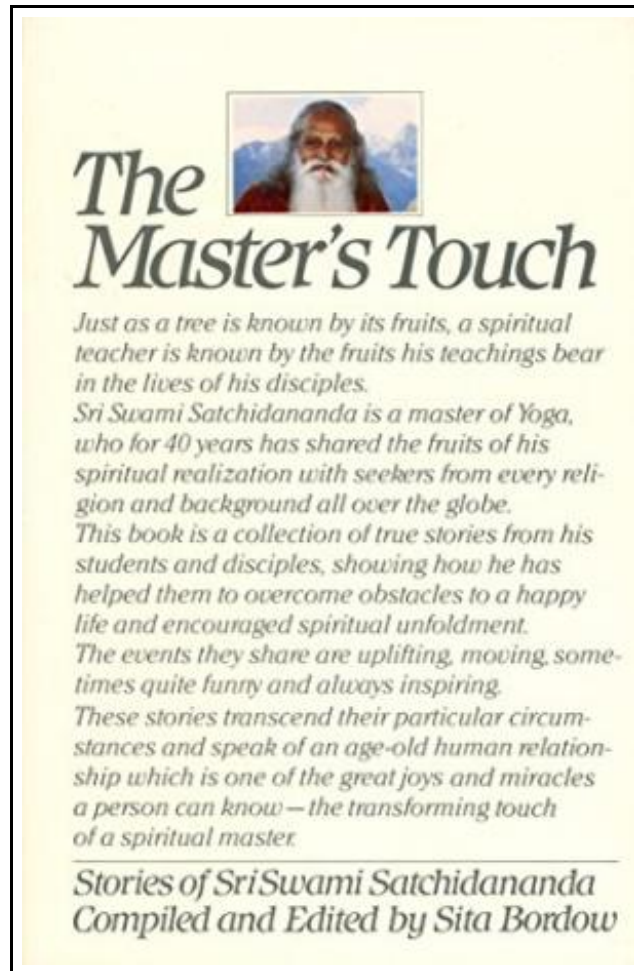 The
Master's Touch
Just as a tree is known by its fruits, a spiritual
teacher is known by the fruits his teachings bear
in the lives of his disciples.
Sri Swami Satchidananda is a master of Yoga,
who for 40 years has shared the fruits of his
spiritual realization with seekers from every reli-
gion and background all over the globe.
This book is a collection of true stories from his
students and disciples, showing how he has
helped them to overcome obstacles to a happy
life and encouraged spiritual unfoldment.
The events they share are uplifting, moving, some-
times quite funny and always inspiring.
These stories transcend their particular circum-
stances and speak of an age-old human relation-
ship which is one of the great joys and miracles
a person can know—the transforming touch
of a spiritual master.
Stories of Sri Swami Satchidananda
Compiled and Edited by Sita Bordow